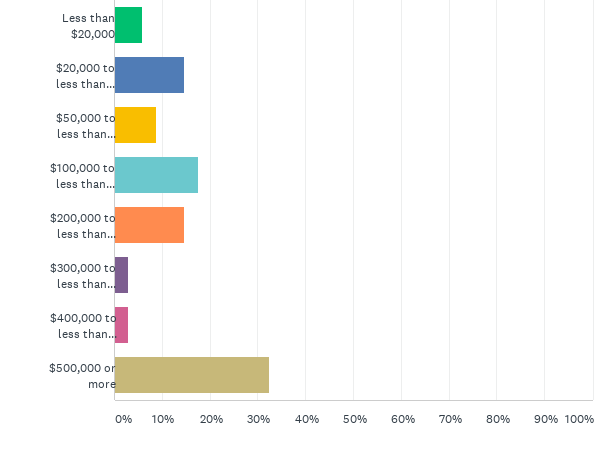 Less than
$20,000
$20,000 to
less than...
$50,000 to
less than...
$100,000 to
less than...
$200,000 to
less than...
$300,000 to
less than...
$400,000 to
less than...
$500,000 or
more
0% 10% 20% 30% 40% 50% 60% 70% 80% 90% 100%